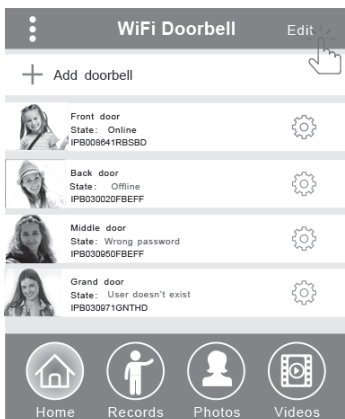 WiFi Doorbell Edit
Add doorbell
Front door
State: Online
IPB008641RBSBD
Back door
State: Offline
IPB030020FBEFF
Middle door
State: Wrong password
IPB030950FBEFF
Grand door
State: User doesn't exist
IPB030971GNTHD
Home Records Photos Videos